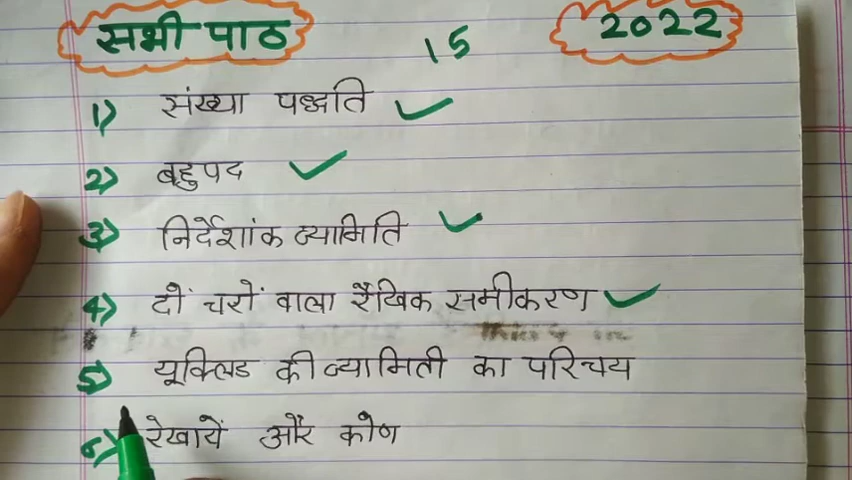 सभी पाठ 15 2022
1) संख्या पद्धति
2) बहुपद
3) निर्देशांक ज्यामिति
4) दों चरों वाला रैखिक समीकरण
5) यूक्लिड की ज्यामिती का परिचय
6) रेखायें और कोण